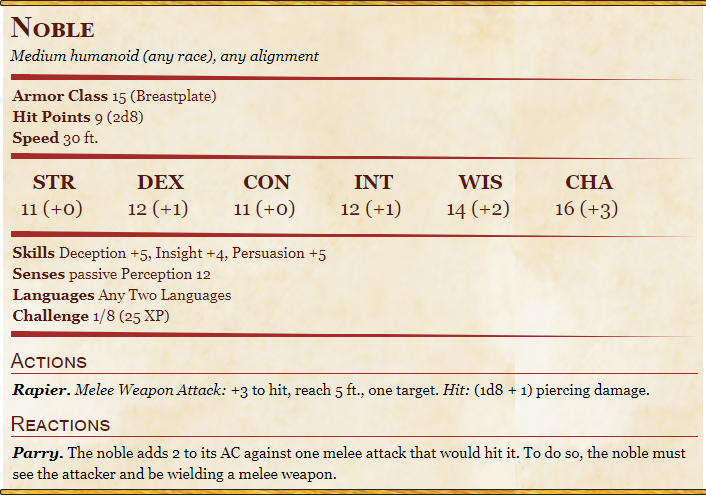 Noble
Medium humanoid (any race), any alignment
Armor Class 15 (Breastplate)
Hit Points 9 (2d8)
Speed 30 ft.
STR DEX CON INT WIS CHA
11 (+0) 12 (+1) 11 (+0) 12 (+1) 14 (+2) 16 (+3)
Skills Deception +5, Insight +4, Persuasion +5
Senses passive Perception 12
Languages Any Two Languages
Challenge 1/8 (25 XP)
Actions
Rapier. Melee Weapon Attack: +3 to hit, reach 5 ft., one target. Hit: (1d8 + 1) piercing damage.
Reactions
Parry. The noble adds 2 to its AC against one melee attack that would hit it. To do so, the noble must
see the attacker and be wielding a melee weapon.